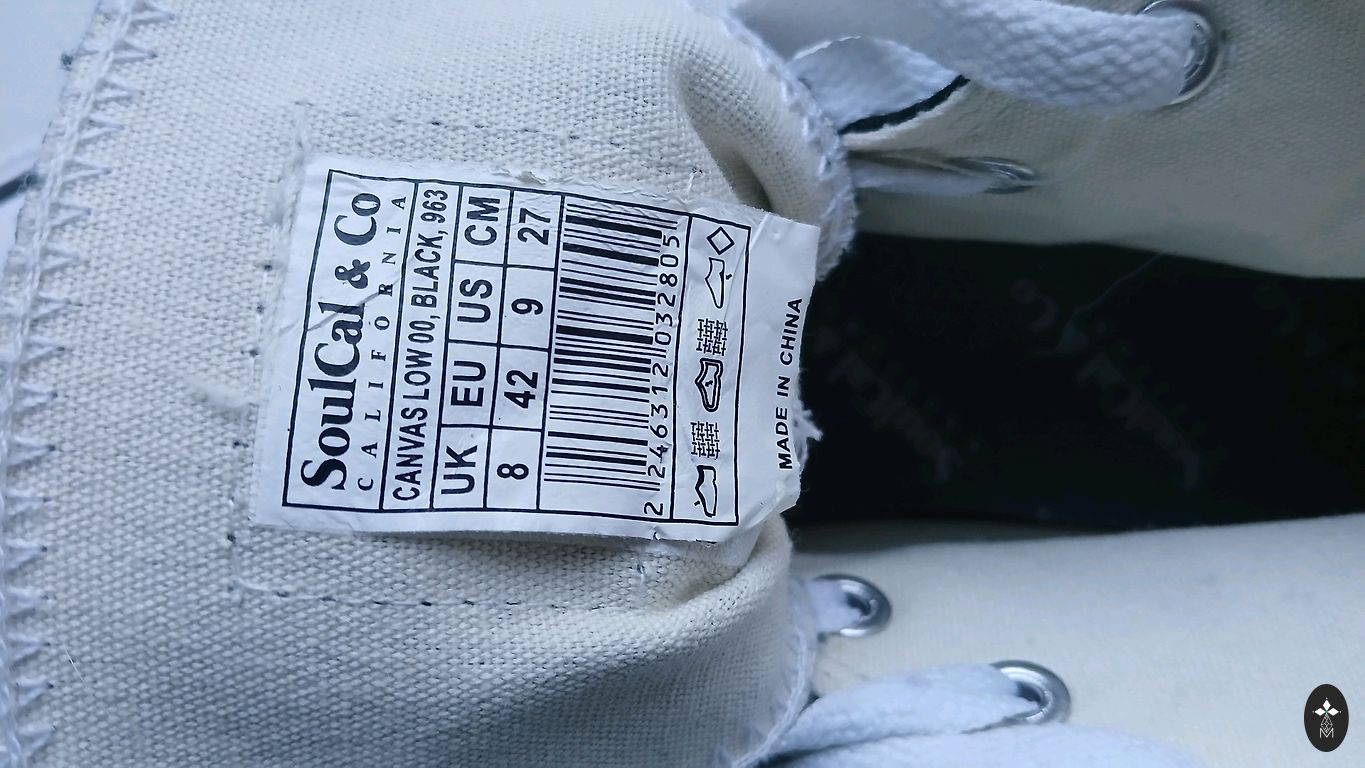 SoulCal & Co
CALIFORNIA
CANVAS LOW 00, BLACK, 963
UK EU US CM
8 42 9 27
2 246312 032805
MADE IN CHINA
M